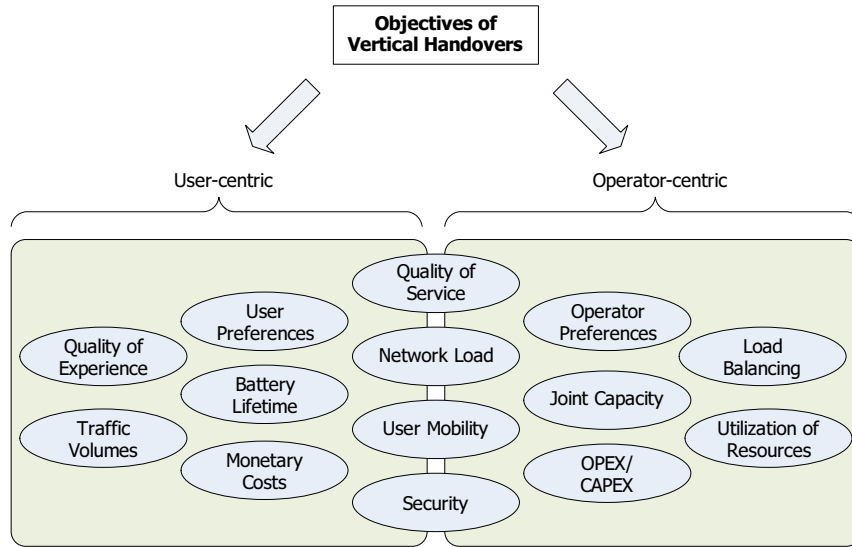 Objectives of
Vertical Handovers
User-centric
Operator-centric
Quality of
Service
User
Preferences
Operator
Preferences
Quality of
Experience
Network Load
Load
Balancing
Battery
Lifetime
Joint Capacity
Traffic
Volumes
User Mobility
Utilization of
Resources
Monetary
Costs
OPEX/
CAPEX
Security